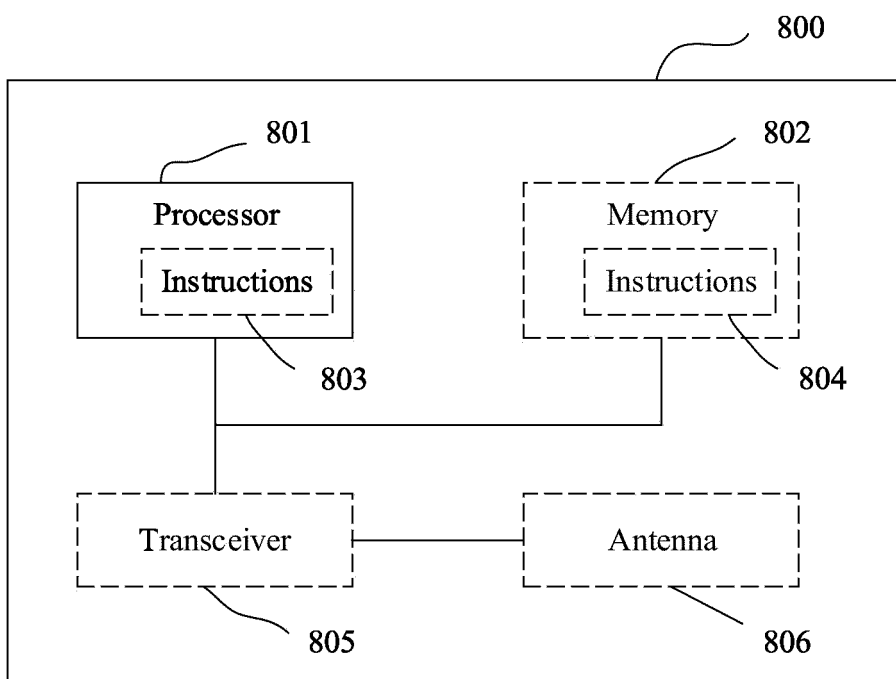 800
801
802
Processor
Memory
Instructions
Instructions
803
804
Transceiver
Antenna
805
806